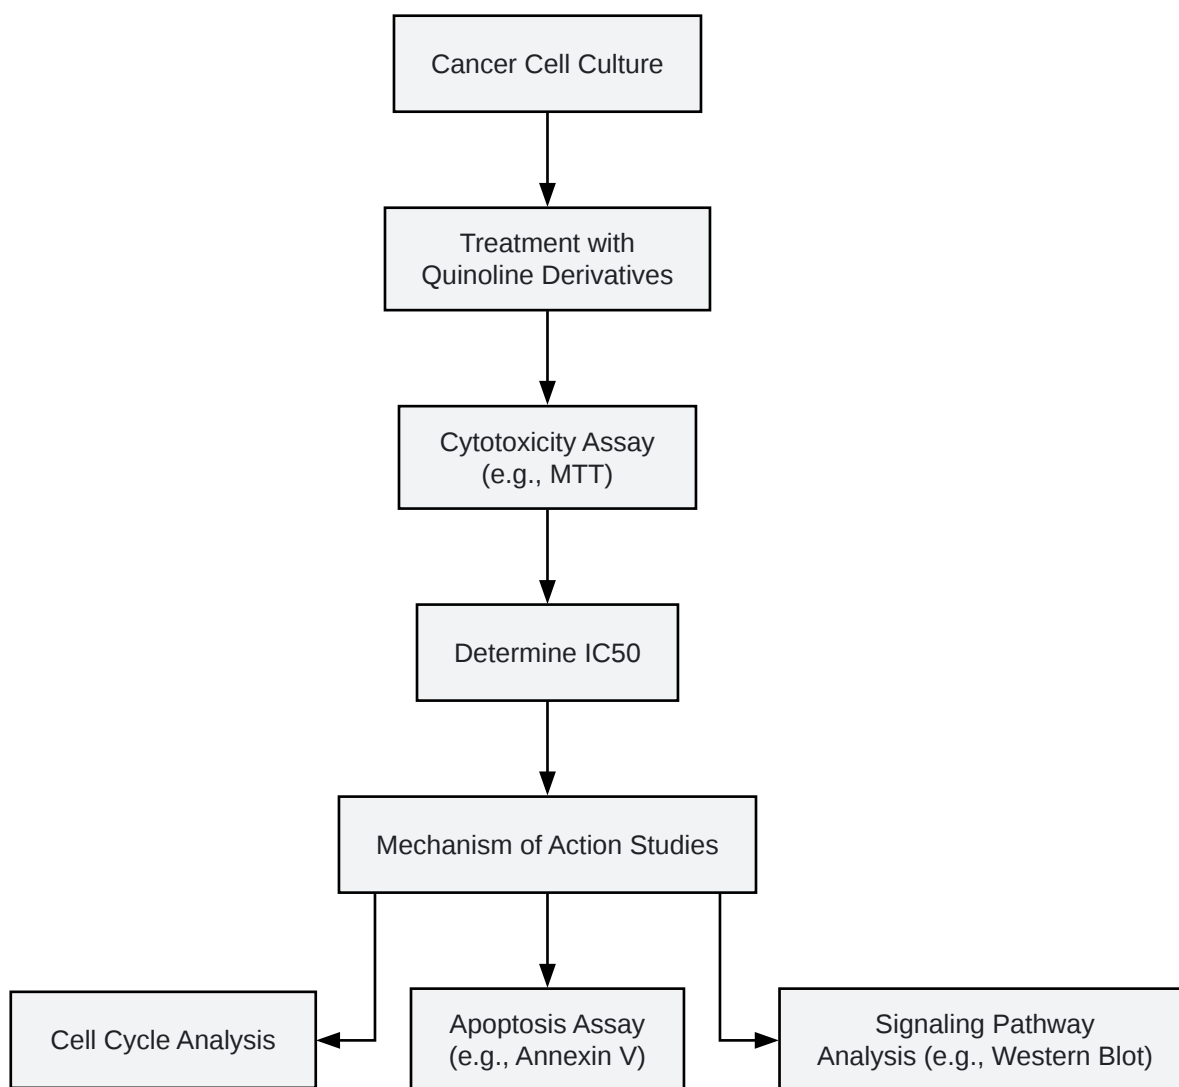 Cancer Cell Culture
Treatment with
Quinoline Derivatives
Cytotoxicity Assay
(e.g., MTT)
Determine IC50
Mechanism of Action Studies
Cell Cycle Analysis
Apoptosis Assay
(e.g., Annexin V)
Signaling Pathway
Analysis (e.g., Western Blot)